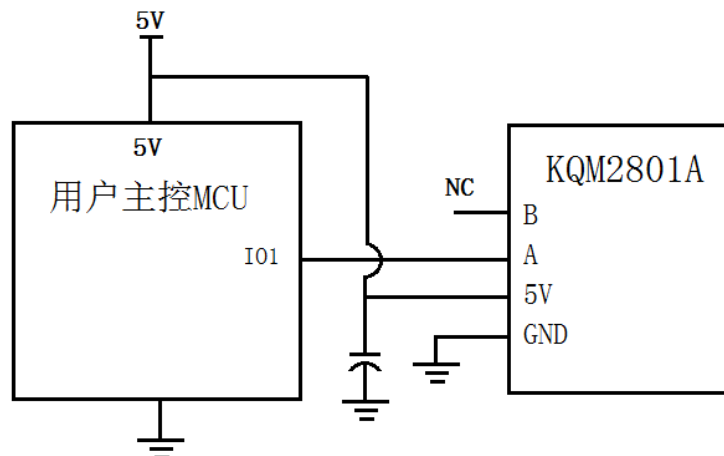 5V
5V
用户主控MCU
IO1
KQM2801A
NC
B
A
5V
GND